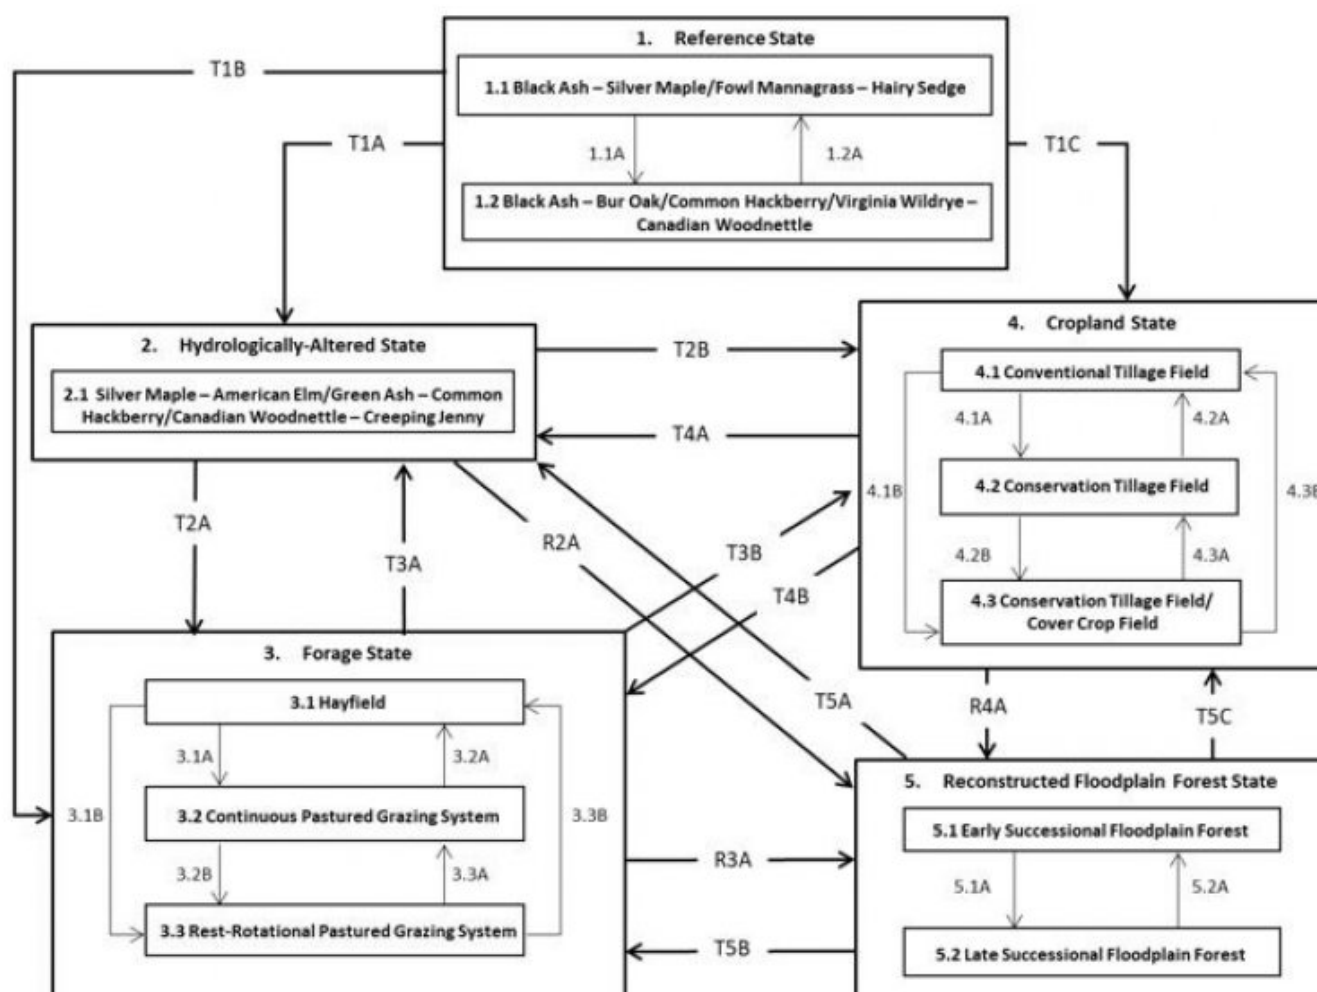 1. Reference State
T1B
1.1 Black Ash – Silver Maple/Fowl Mannagrass – Hairy Sedge
T1A
1.1A
1.2A
T1C
1.2 Black Ash – Bur Oak/Common Hackberry/Virginia Wildrye –
Canadian Woodnettle
2. Hydrologically-Altered State
2.1 Silver Maple – American Elm/Green Ash – Common
Hackberry/Canadian Woodnettle – Creeping Jenny
T2B
T4A
4. Cropland State
4.1 Conventional Tillage Field
4.1A
4.2A
4.1B
4.2 Conservation Tillage Field
4.3B
4.2B
4.3A
4.3 Conservation Tillage Field/
Cover Crop Field
T2A
T3A
R2A
T3B
T4B
T5A
R4A
T5C
3. Forage State
3.1 Hayfield
3.1A
3.2A
3.1B
3.2 Continuous Pastured Grazing System
3.3B
3.2B
3.3A
3.3 Rest-Rotational Pastured Grazing System
R3A
T5B
5. Reconstructed Floodplain Forest State
5.1 Early Successional Floodplain Forest
5.1A
5.2A
5.2 Late Successional Floodplain Forest